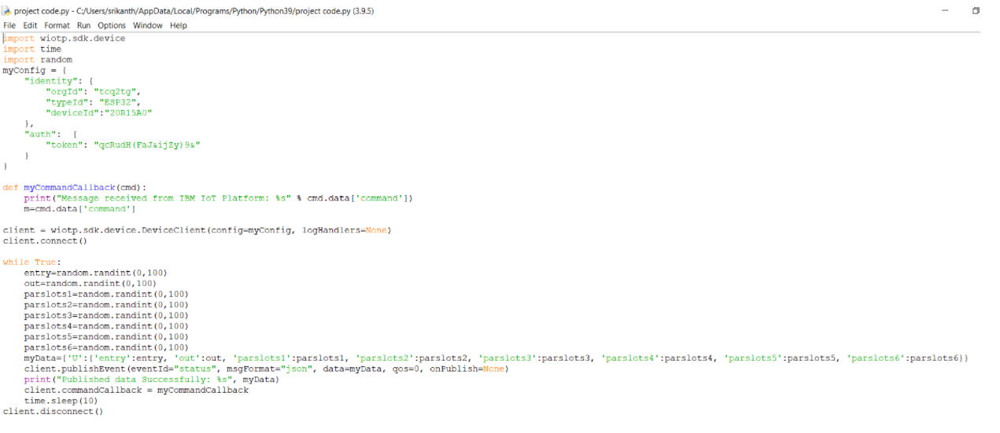 project code.py - C:/Users/srikanth/AppData/Local/Programs/Python/Python39/project code.py (3.9.5)
File Edit Format Run Options Window Help
import wiotp.sdk.device
import time
import random
myConfig = {
    "identity": {
        "orgId": "tcq2tg",
        "typeId": "ESP32",
        "deviceId":"20R15A0"
    },
    "auth": {
        "token": "qcRudH(FaJ&ijZy)9&"
    }
}
def myCommandCallback(cmd):
    print("Message received from IBM IoT Platform: %s" % cmd.data['command'])
    m=cmd.data['command']
client = wiotp.sdk.device.DeviceClient(config=myConfig, logHandlers=None)
client.connect()
while True:
    entry=random.randint(0,100)
    out=random.randint(0,100)
    parslots1=random.randint(0,100)
    parslots2=random.randint(0,100)
    parslots3=random.randint(0,100)
    parslots4=random.randint(0,100)
    parslots5=random.randint(0,100)
    parslots6=random.randint(0,100)
    myData={'U':{'entry':entry, 'out':out, 'parslots1':parslots1, 'parslots2':parslots2, 'parslots3':parslots3, 'parslots4':parslots4, 'parslots5':parslots5, 'parslots6':parslots6}}
    client.publishEvent(eventId="status", msgFormat="json", data=myData, qos=0, onPublish=None)
    print("Published data Successfully: %s", myData)
    client.commandCallback = myCommandCallback
    time.sleep(10)
client.disconnect()